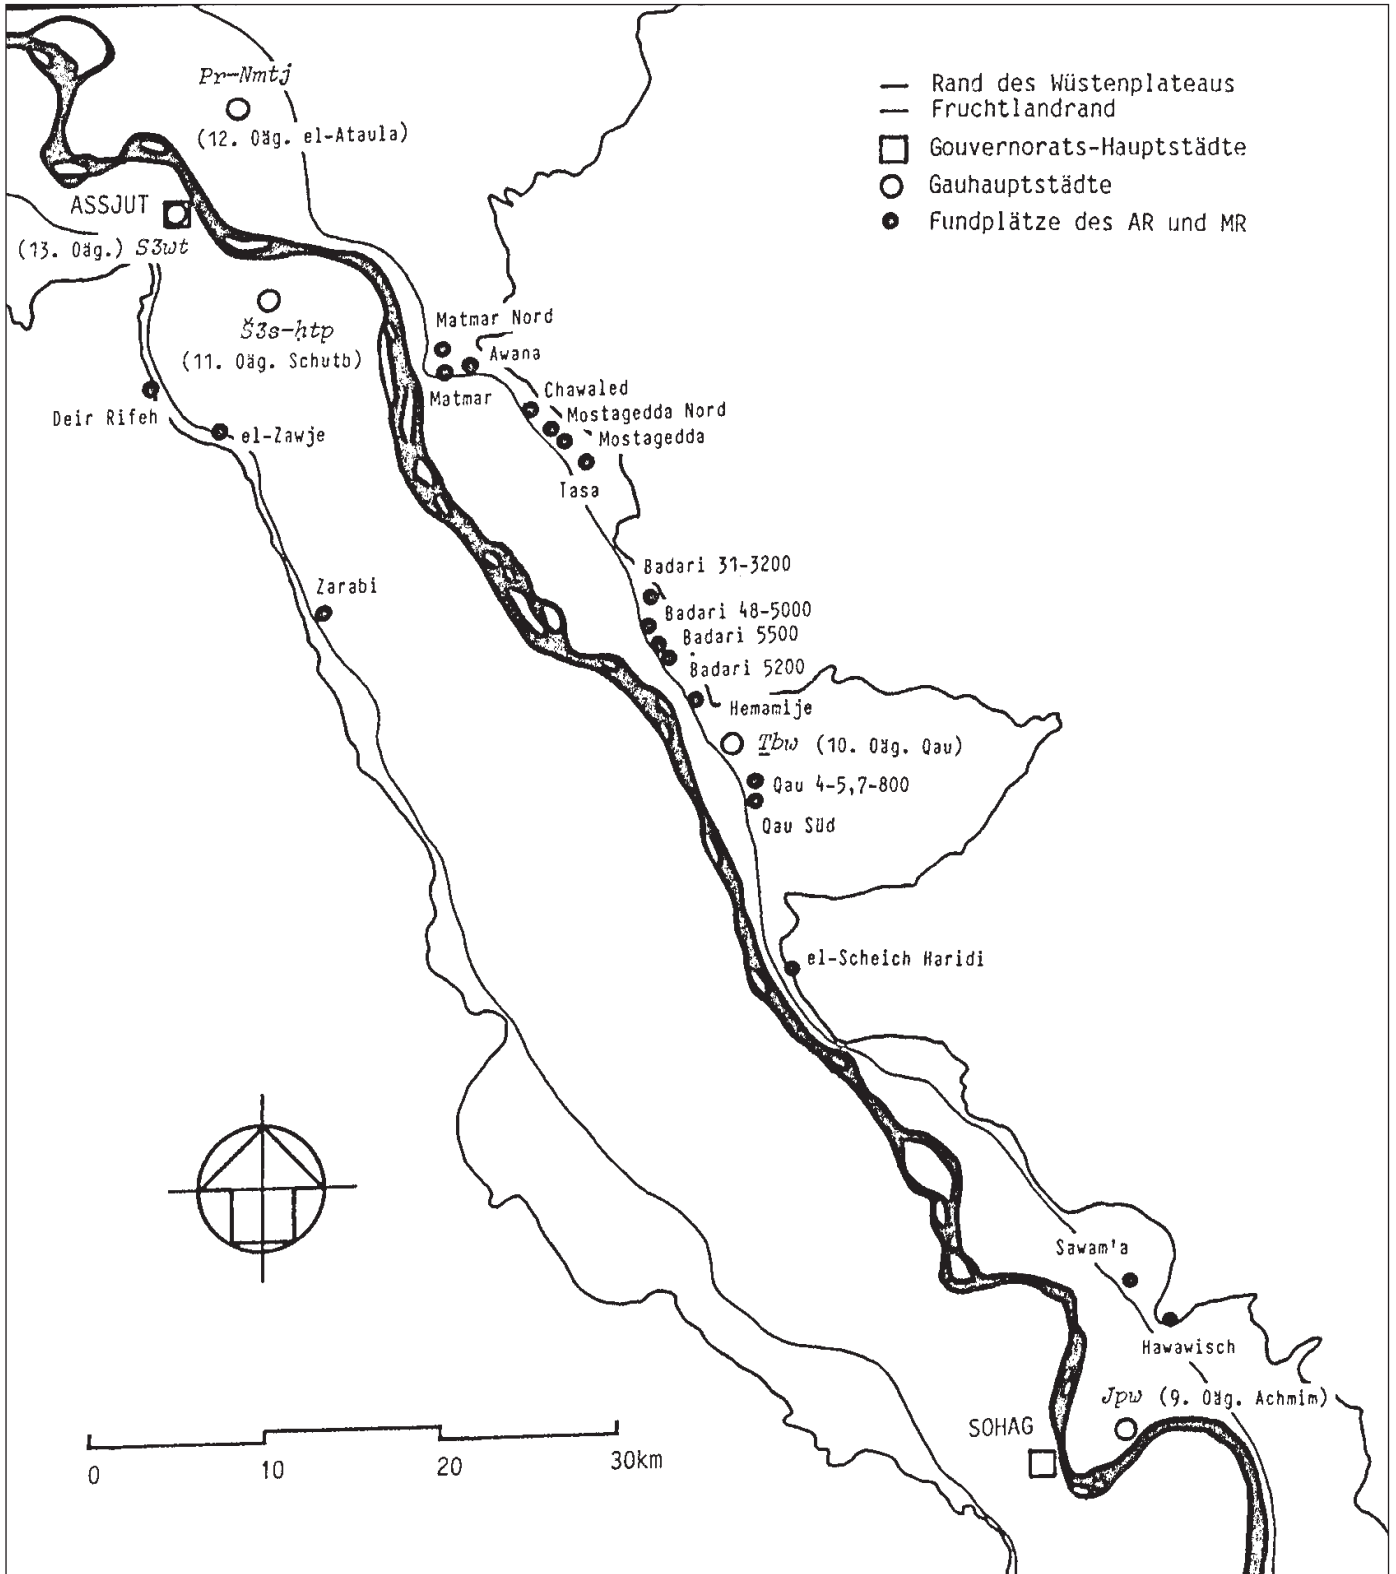 Pr-Nmtj
(12. Oäg. el-Ataula)
Rand des Wüstenplateaus
Fruchtlandrand
Gouvernorats-Hauptstädte
Gauhauptstädte
Fundplätze des AR und MR
ASSJUT
(13. Oäg.) S3wt
Š3s-ḥtp
(11. Oäg. Schutb)
Matmar Nord
Awana
Matmar
Chawaled
Mostagedda Nord
Mostagedda
Tasa
Deir Rifeh
el-Zawje
Zarabi
Badari 31-3200
Badari 48-5000
Badari 5500
Badari 5200
Hemamije
Ṯbw (10. Oäg. Qau)
Qau 4-5,7-800
Qau Süd
el-Scheich Haridi
Sawam'a
Hawawisch
Jpw (9. Oäg. Achmim)
SOHAG
0 10 20 30km